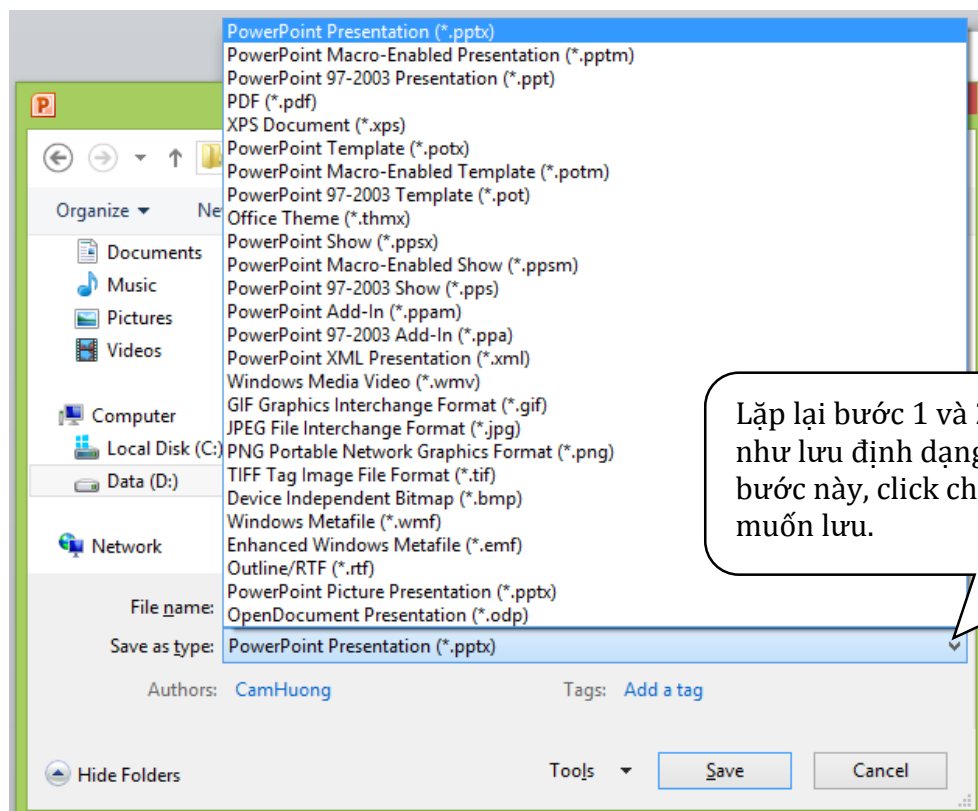 PowerPoint Presentation (*.pptx)
PowerPoint Macro-Enabled Presentation (*.pptm)
PowerPoint 97-2003 Presentation (*.ppt)
PDF (*.pdf)
XPS Document (*.xps)
PowerPoint Template (*.potx)
PowerPoint Macro-Enabled Template (*.potm)
PowerPoint 97-2003 Template (*.pot)
Office Theme (*.thmx)
PowerPoint Show (*.ppsx)
PowerPoint Macro-Enabled Show (*.ppsm)
PowerPoint 97-2003 Show (*.pps)
PowerPoint Add-In (*.ppam)
PowerPoint 97-2003 Add-In (*.ppa)
PowerPoint XML Presentation (*.xml)
Windows Media Video (*.wmv)
GIF Graphics Interchange Format (*.gif)
JPEG File Interchange Format (*.jpg)
PNG Portable Network Graphics Format (*.png)
TIFF Tag Image File Format (*.tif)
Device Independent Bitmap (*.bmp)
Windows Metafile (*.wmf)
Enhanced Windows Metafile (*.emf)
Outline/RTF (*.rtf)
PowerPoint Picture Presentation (*.pptx)
OpenDocument Presentation (*.odp)
Organize
Documents
Music
Pictures
Videos
Computer
Local Disk (C:)
Data (D:)
Network
Lặp lại bước 1 và
như lưu định dạng
bước này, click
muốn lưu.
File name:
Save as type: PowerPoint Presentation (*.pptx)
Authors: CamHuong Tags: Add a tag
Hide Folders Tools Save Cancel